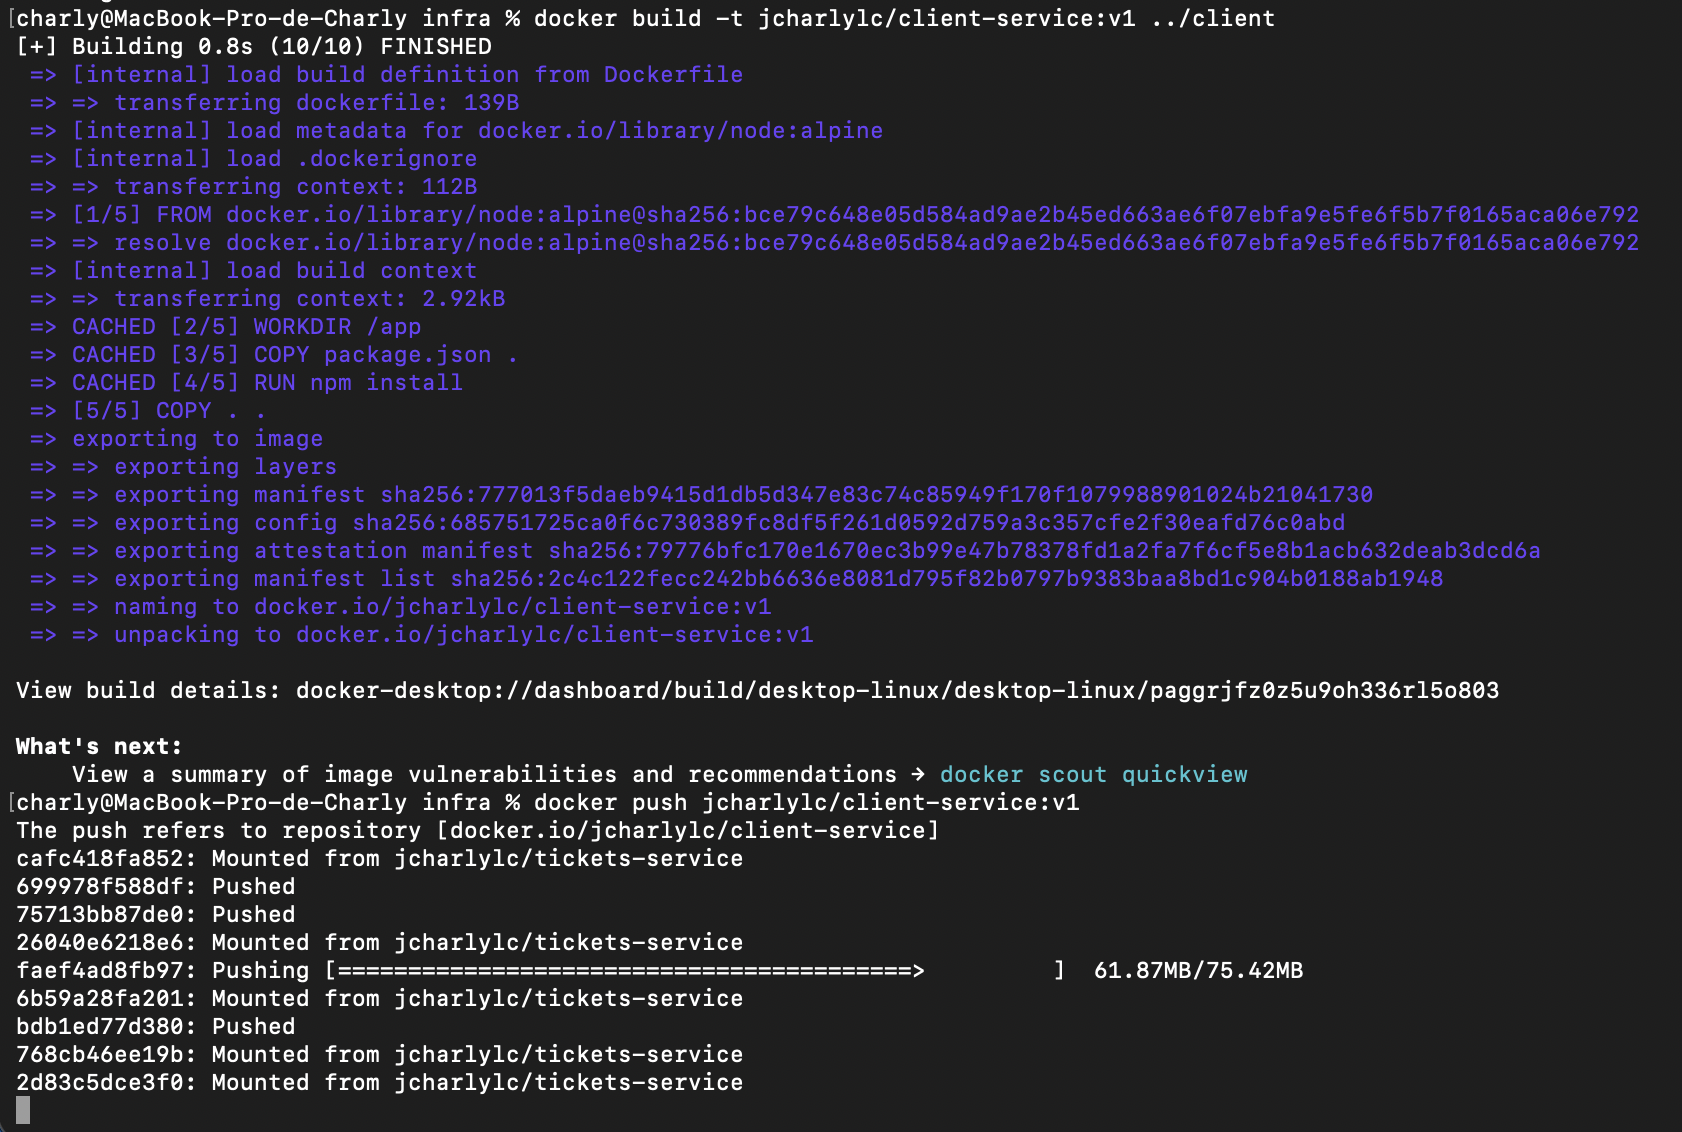 [charly@MacBook-Pro-de-Charly infra % docker build -t jcharlylc/client-service:v1 ../client
[+] Building 0.8s (10/10) FINISHED
=> [internal] load build definition from Dockerfile
=> => transferring dockerfile: 139B
=> [internal] load metadata for docker.io/library/node:alpine
=> [internal] load .dockerignore
=> => transferring context: 112B
=> [1/5] FROM docker.io/library/node:alpine@sha256:bce79c648e05d584ad9ae2b45ed663ae6f07ebfa9e5fe6f5b7f0165aca06e792
=> => resolve docker.io/library/node:alpine@sha256:bce79c648e05d584ad9ae2b45ed663ae6f07ebfa9e5fe6f5b7f0165aca06e792
=> [internal] load build context
=> => transferring context: 2.92kB
=> CACHED [2/5] WORKDIR /app
=> CACHED [3/5] COPY package.json .
=> CACHED [4/5] RUN npm install
=> [5/5] COPY . .
=> exporting to image
=> => exporting layers
=> => exporting manifest sha256:777013f5daeb9415d1db5d347e83c74c85949f170f1079988901024b21041730
=> => exporting config sha256:685751725ca0f6c730389fc8df5f261d0592d759a3c357cfe2f30eafd76c0abd
=> => exporting attestation manifest sha256:79776bfc170e1670ec3b99e47b78378fd1a2fa7f6cf5e8b1acb632deab3dcd6a
=> => exporting manifest list sha256:2c4c122fecc242bb6636e8081d795f82b0797b9383baa8bd1c904b0188ab1948
=> => naming to docker.io/jcharlylc/client-service:v1
=> => unpacking to docker.io/jcharlylc/client-service:v1
View build details: docker-desktop://dashboard/build/desktop-linux/desktop-linux/paggrjfz0z5u9oh336rl5o803
What's next:
View a summary of image vulnerabilities and recommendations → docker scout quickview
[charly@MacBook-Pro-de-Charly infra % docker push jcharlylc/client-service:v1
The push refers to repository [docker.io/jcharlylc/client-service]
cafc418fa852: Mounted from jcharlylc/tickets-service
699978f588df: Pushed
75713bb87de0: Pushed
26040e6218e6: Mounted from jcharlylc/tickets-service
faef4ad8fb97: Pushing [=========================================>         ]  61.87MB/75.42MB
6b59a28fa201: Mounted from jcharlylc/tickets-service
bdb1ed77d380: Pushed
768cb46ee19b: Mounted from jcharlylc/tickets-service
2d83c5dce3f0: Mounted from jcharlylc/tickets-service